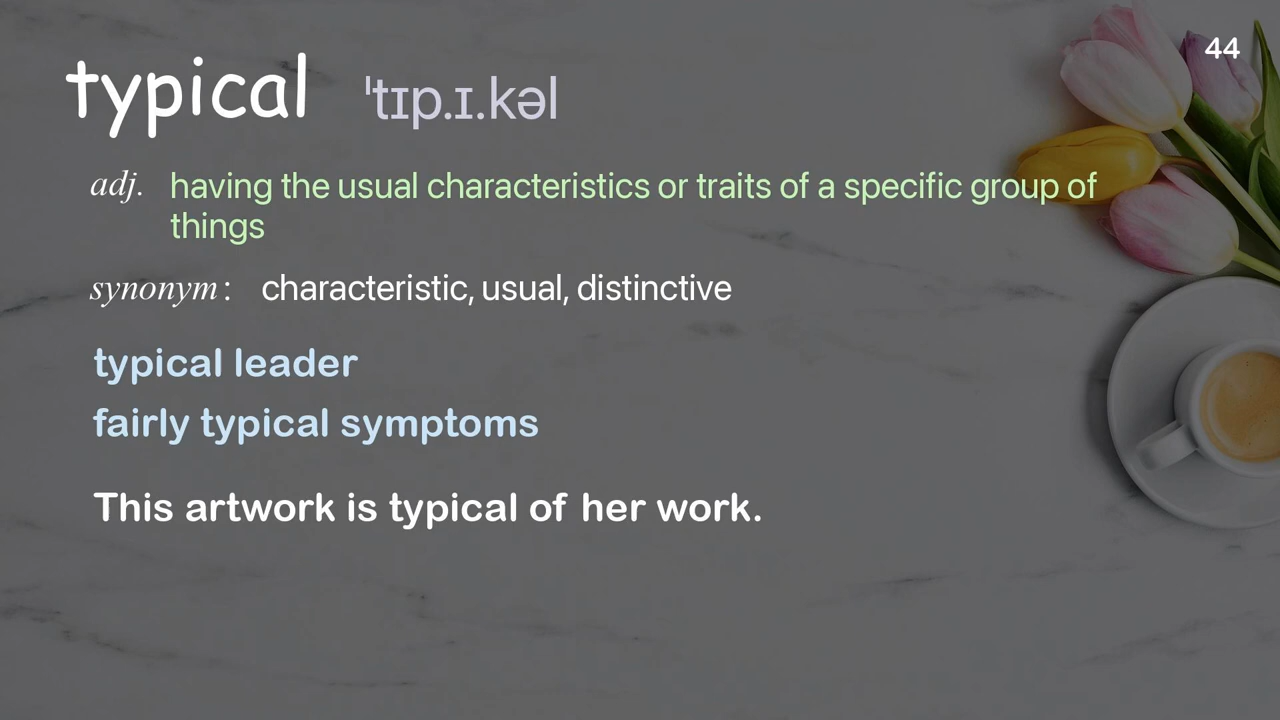 44
typical ˈtɪp.ɪ.kəl
adj. having the usual characteristics or traits of a specific group of
things
synonym: characteristic, usual, distinctive
typical leader
fairly typical symptoms
This artwork is typical of her work.